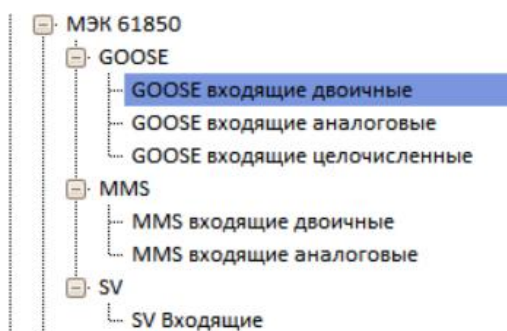 МЭК 61850
GOOSE
GOOSE входящие двоичные
GOOSE входящие аналоговые
GOOSE входящие целочисленные
MMS
MMS входящие двоичные
MMS входящие аналоговые
SV
SV Входящие